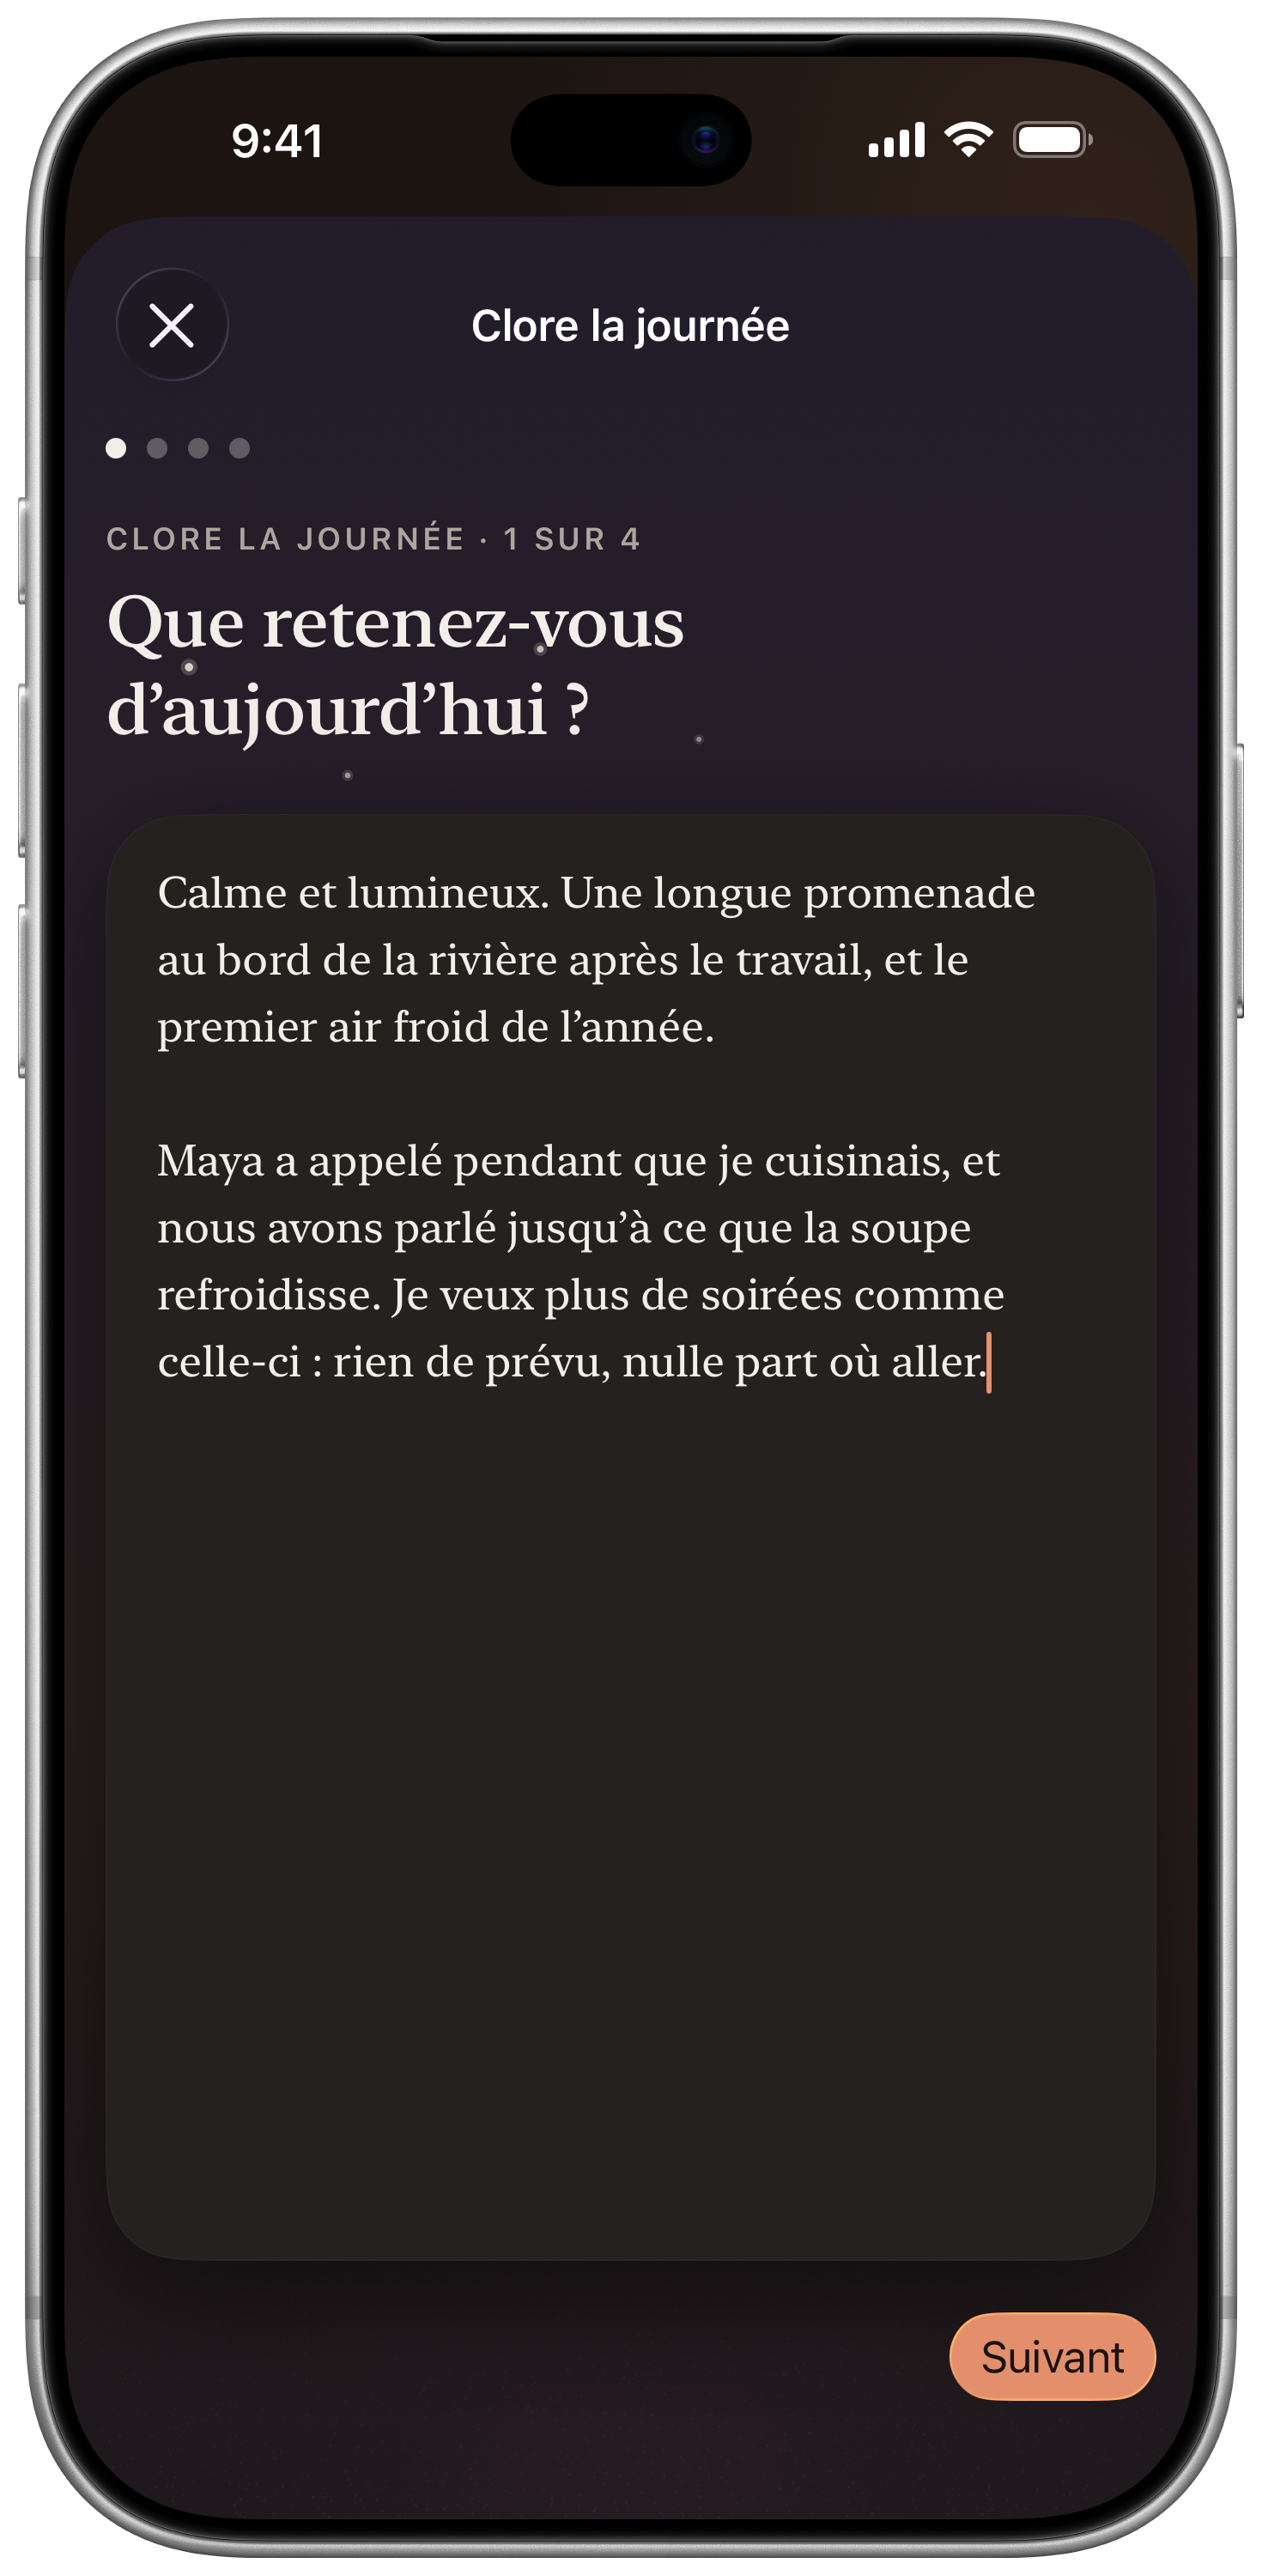 9:41
Clore la journée
CLORE LA JOURNÉE · 1 SUR 4
Que retenez-vous
d’aujourd’hui ?
Calme et lumineux. Une longue promenade
au bord de la rivière après le travail, et le
premier air froid de l’année.
Maya a appelé pendant que je cuisinais, et
nous avons parlé jusqu’à ce que la soupe
refroidisse. Je veux plus de soirées comme
celle-ci : rien de prévu, nulle part où aller.
Suivant